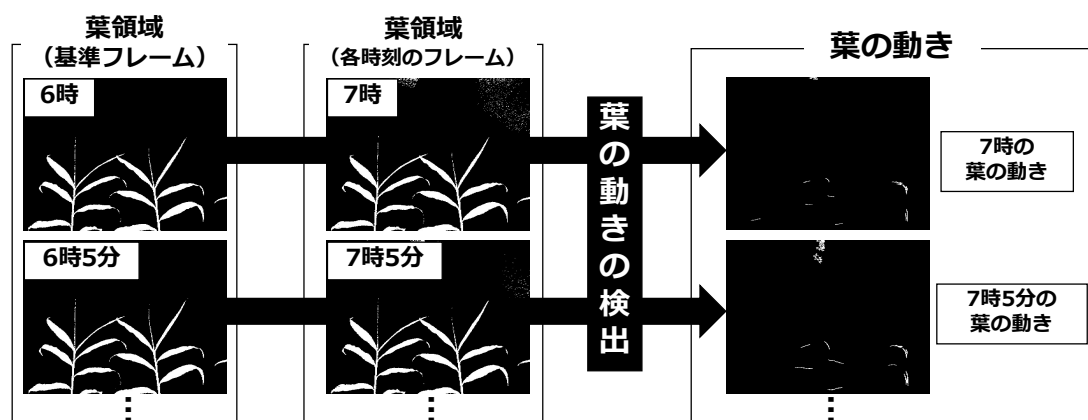 葉領域
（基準フレーム）
葉領域
（各時刻のフレーム）
葉の動き
6時
7時
葉の動きの検出
7時の
葉の動き
6時5分
7時5分
7時5分の
葉の動き